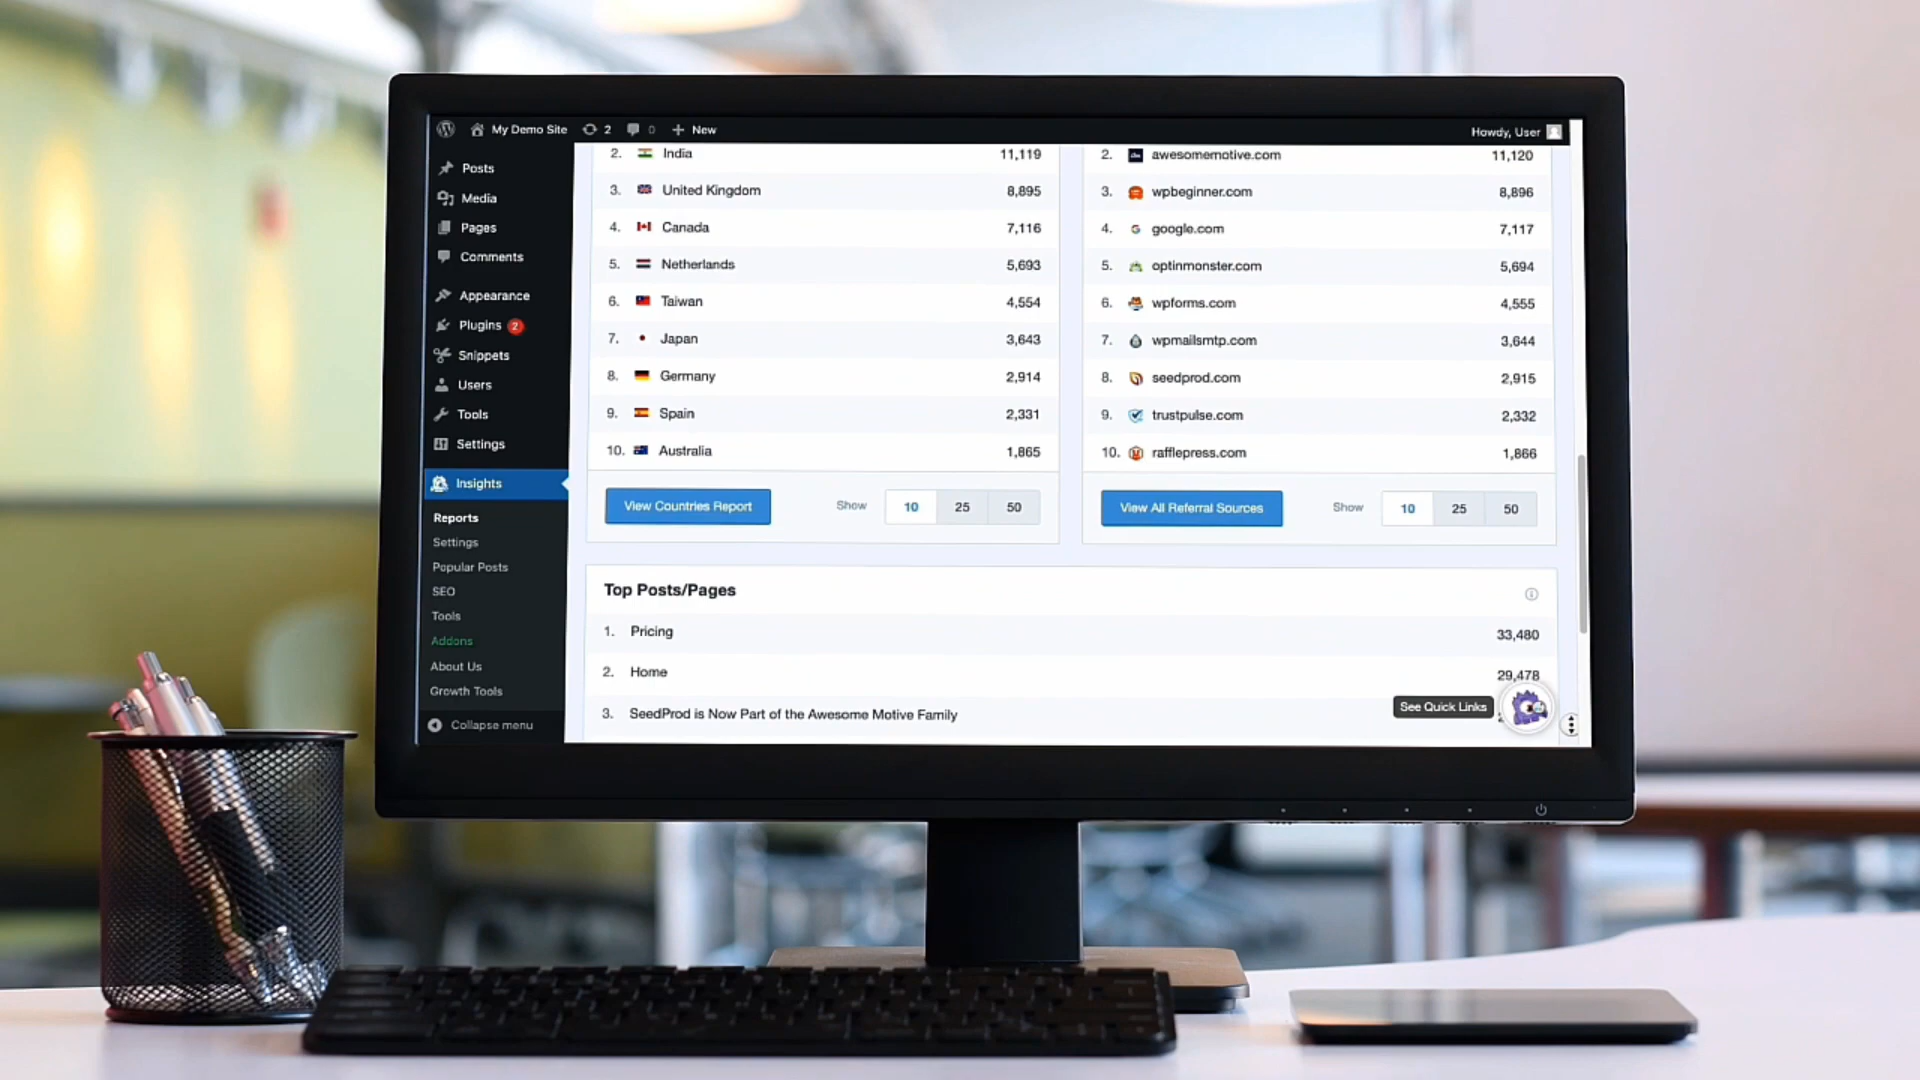 My Demo Site 2 0 New
Howdy, User
Posts
Media
Pages
Comments
Appearance
Plugins 2
Snippets
Users
Tools
Settings
Insights
Reports
Settings
Popular Posts
SEO
Tools
Addons
About Us
Growth Tools
Collapse menu
2. India 11,119
3. United Kingdom 8,895
4. Canada 7,116
5. Netherlands 5,693
6. Taiwan 4,554
7. Japan 3,643
8. Germany 2,914
9. Spain 2,331
10. Australia 1,865
View Countries Report Show 10 25 50
2. awesomemotive.com 11,120
3. wpbeginner.com 8,896
4. google.com 7,117
5. optinmonster.com 5,694
6. wpforms.com 4,555
7. wpmailsmtp.com 3,644
8. seedprod.com 2,915
9. trustpulse.com 2,332
10. rafflepress.com 1,866
View All Referral Sources Show 10 25 50
Top Posts/Pages
1. Pricing 33,480
2. Home 29,478
3. SeedProd is Now Part of the Awesome Motive Family
See Quick Links